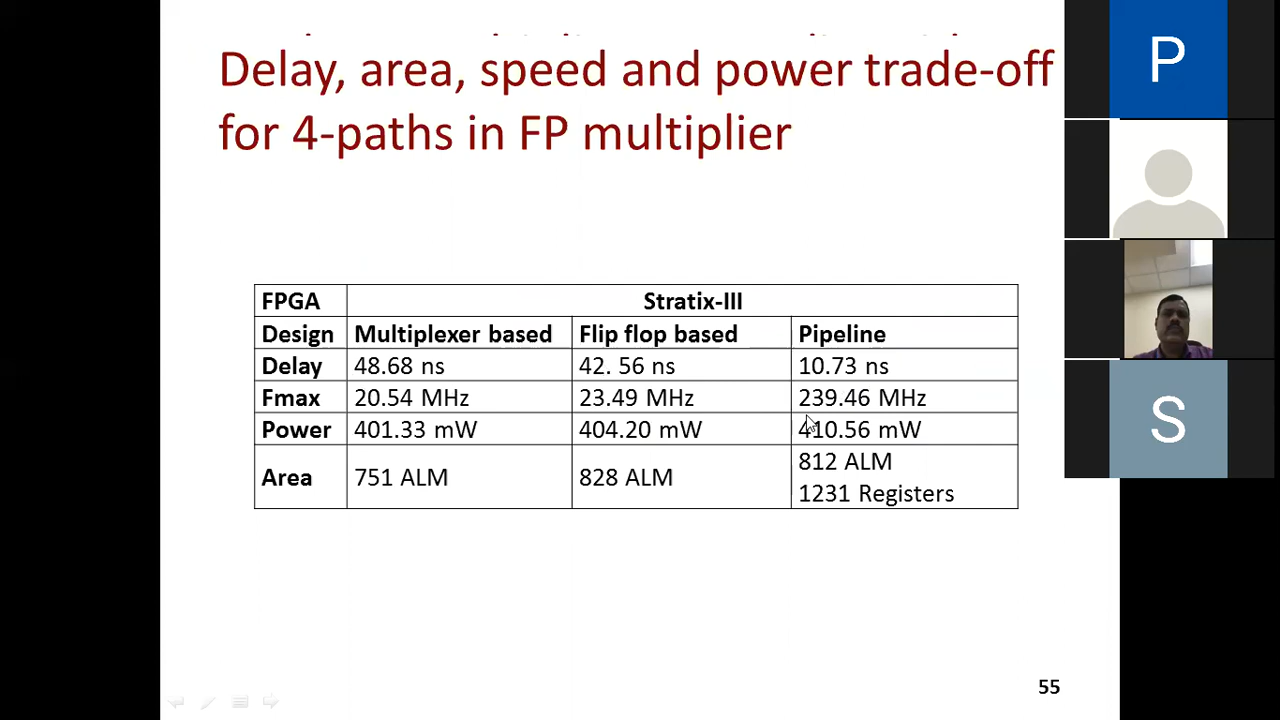 Delay, area, speed and power trade-off
for 4-paths in FP multiplier
FPGA Stratix-III
Design Multiplexer based Flip flop based Pipeline
Delay 48.68 ns 42. 56 ns 10.73 ns
Fmax 20.54 MHz 23.49 MHz 239.46 MHz
Power 401.33 mW 404.20 mW 410.56 mW
Area 751 ALM 828 ALM 812 ALM
1231 Registers
55
P
S